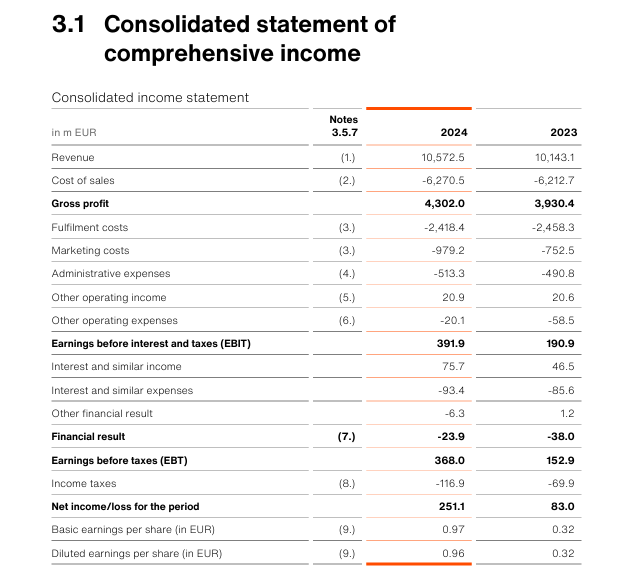 3.1 Consolidated statement of
comprehensive income
Consolidated income statement
in m EUR Notes 3.5.7 2024 2023
Revenue (1.) 10,572.5 10,143.1
Cost of sales (2.) -6,270.5 -6,212.7
Gross profit 4,302.0 3,930.4
Fulfilment costs (3.) -2,418.4 -2,458.3
Marketing costs (3.) -979.2 -752.5
Administrative expenses (4.) -513.3 -490.8
Other operating income (5.) 20.9 20.6
Other operating expenses (6.) -20.1 -58.5
Earnings before interest and taxes (EBIT) 391.9 190.9
Interest and similar income 75.7 46.5
Interest and similar expenses -93.4 -85.6
Other financial result -6.3 1.2
Financial result (7.) -23.9 -38.0
Earnings before taxes (EBT) 368.0 152.9
Income taxes (8.) -116.9 -69.9
Net income/loss for the period 251.1 83.0
Basic earnings per share (in EUR) (9.) 0.97 0.32
Diluted earnings per share (in EUR) (9.) 0.96 0.32